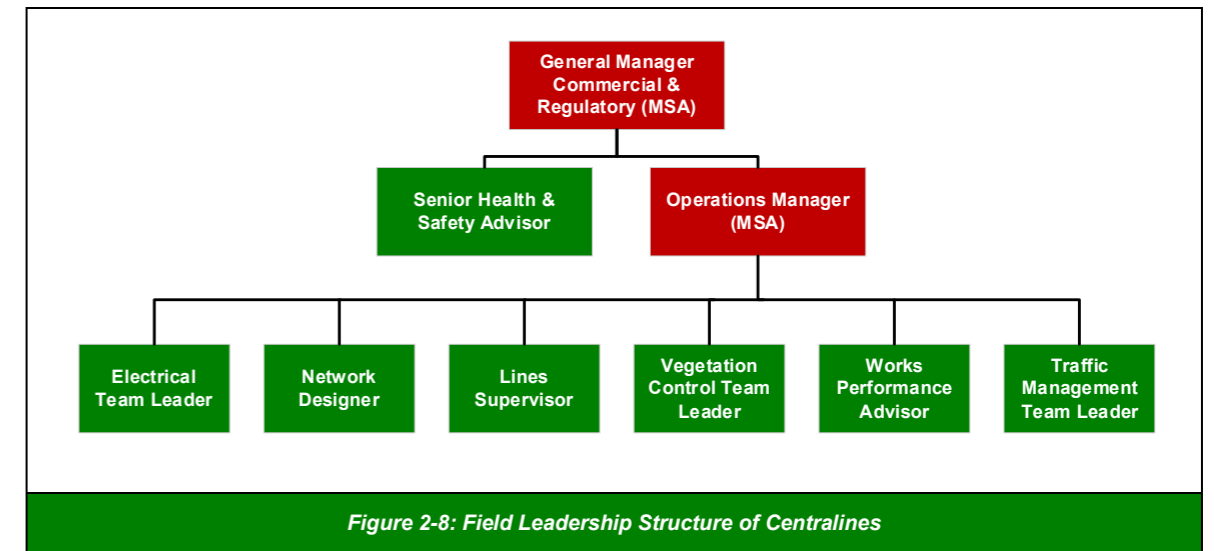 General Manager
Commercial &
Regulatory (MSA)
Senior Health &
Safety Advisor
Operations Manager
(MSA)
Electrical
Team Leader
Network
Designer
Lines
Supervisor
Vegetation
Control Team
Leader
Works
Performance
Advisor
Traffic
Management
Team Leader
Figure 2-8: Field Leadership Structure of Centralines